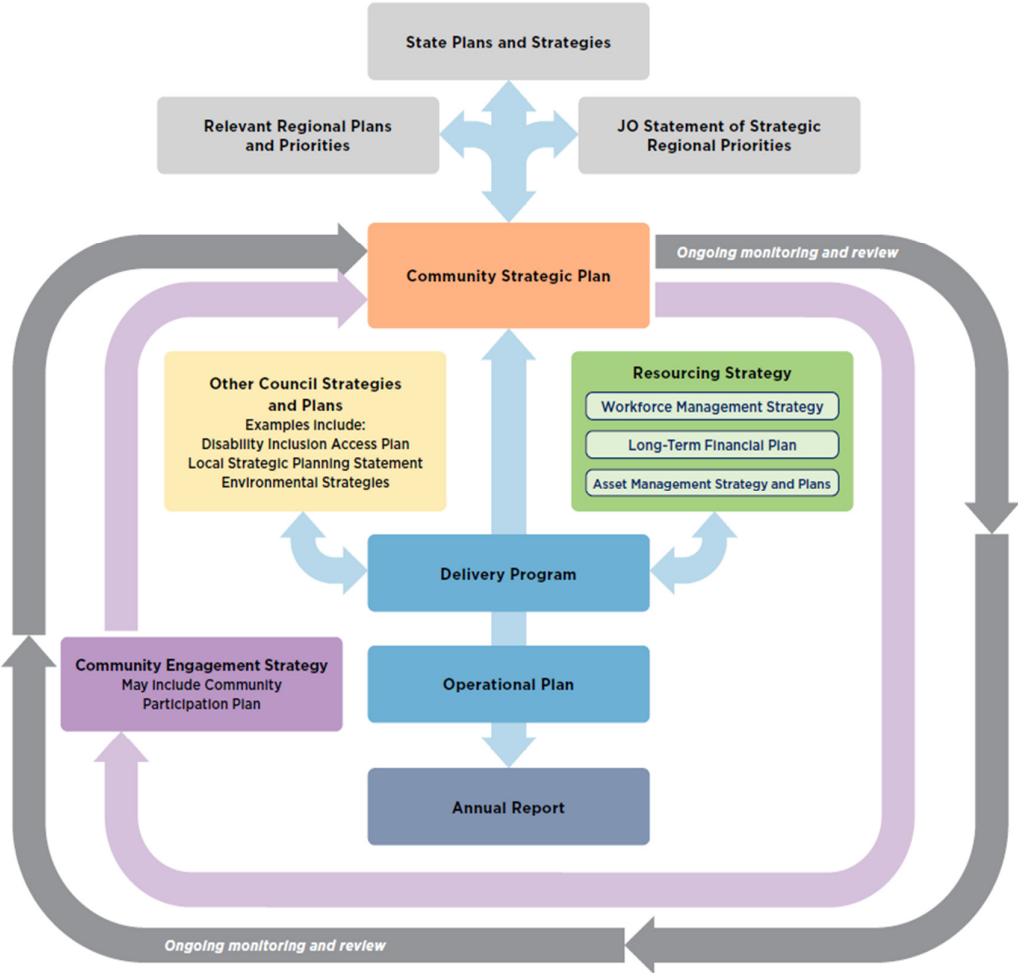 State Plans and Strategies
Relevant Regional Plans
and Priorities
JO Statement of Strategic
Regional Priorities
Community Strategic Plan
Ongoing monitoring and review
Other Council Strategies
and Plans
Examples include:
Disability Inclusion Access Plan
Local Strategic Planning Statement
Environmental Strategies
Resourcing Strategy
Workforce Management Strategy
Long-Term Financial Plan
Asset Management Strategy and Plans
Delivery Program
Community Engagement Strategy
May include Community
Participation Plan
Operational Plan
Annual Report
Ongoing monitoring and review